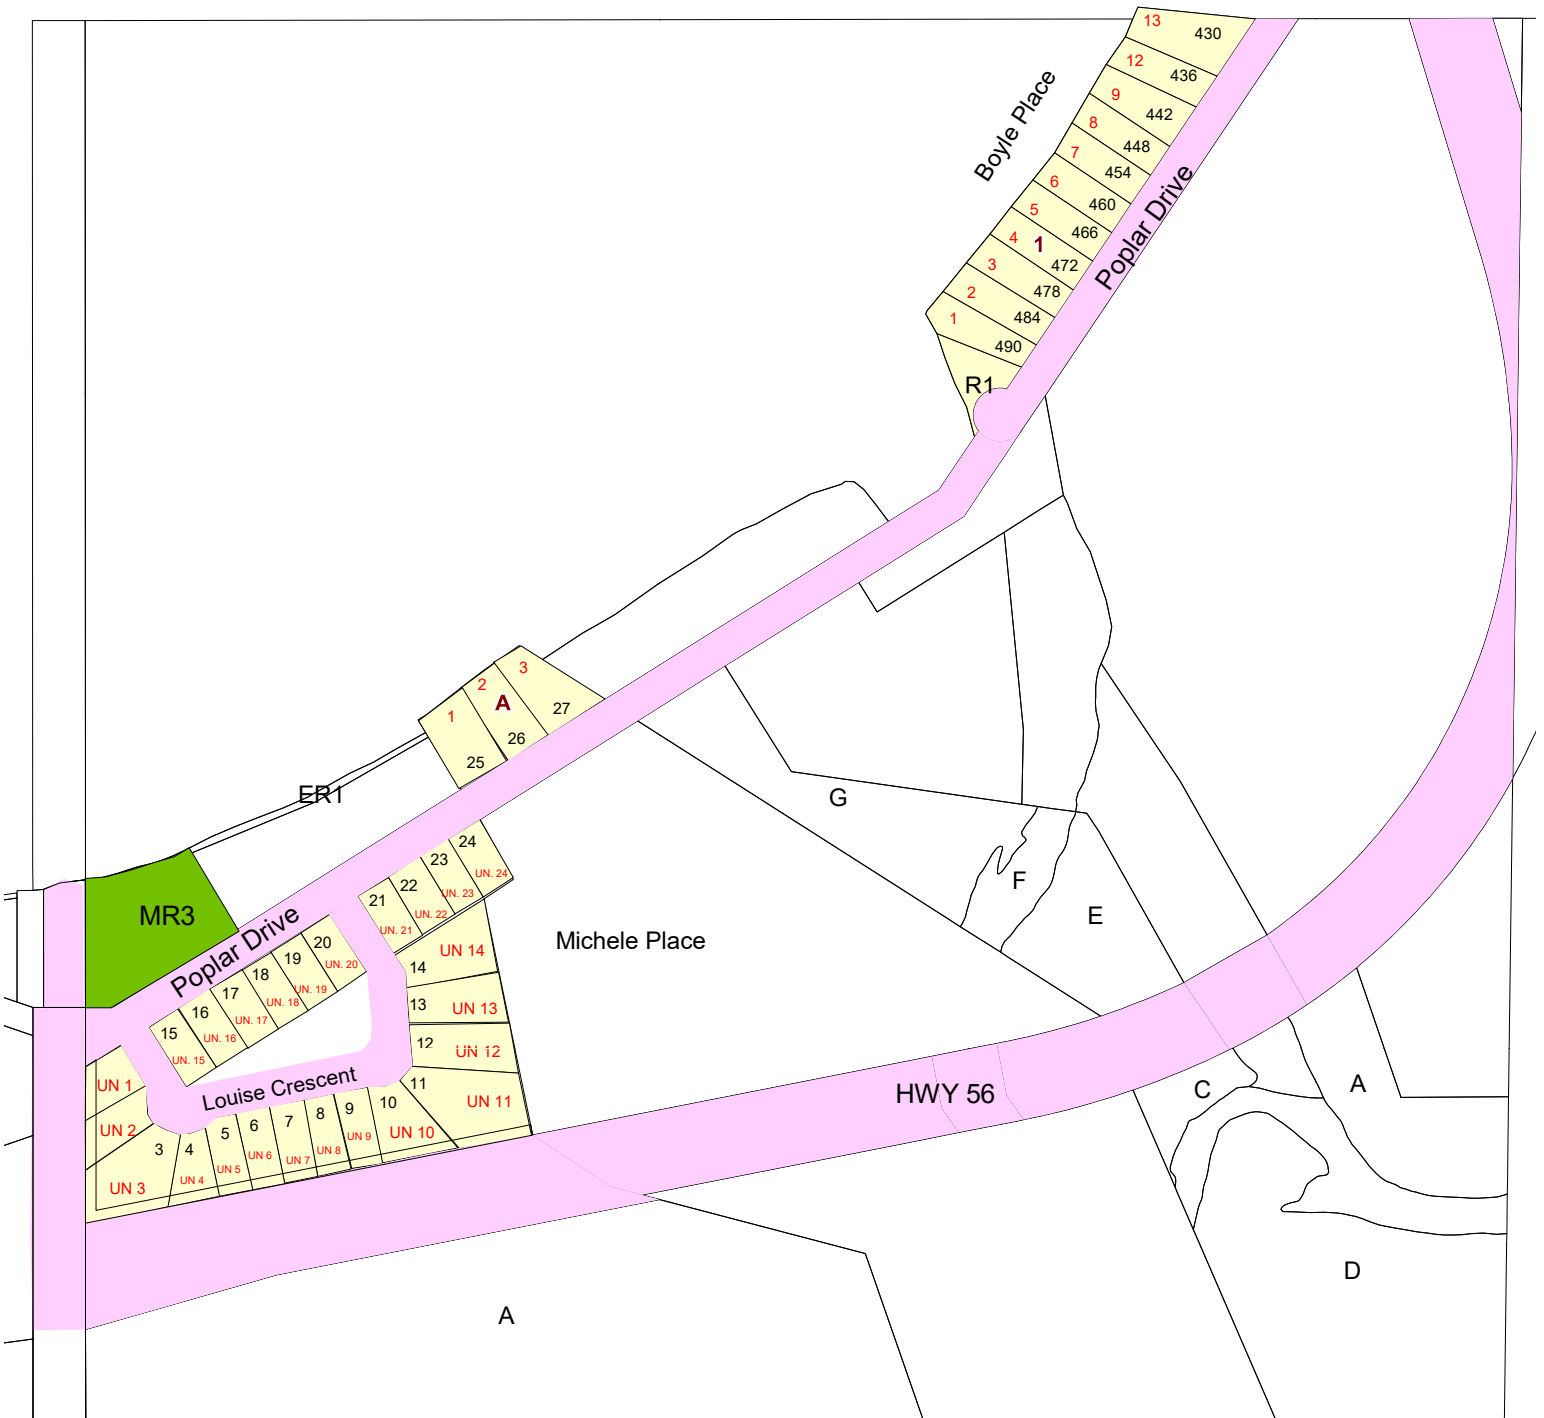 13 430
12 436
9 442
8 448
7 454
6 460
5 466
4 1 472
3 478
2 484
1 490
R1
Boyle Place
Poplar Drive
3
2 A
1 27
26
25
ER1
G
MR3
24
23 UN. 24
22 UN. 23
21 UN. 22
UN. 21
F
E
Michele Place
Poplar Drive
20 UN. 20
19 UN. 19
18 UN. 18
17 UN. 17
16 UN. 16
15 UN. 15
UN 14
14
13 UN 13
12 UN 12
11 UN 11
UN 1
UN 2
Louise Crescent
3 UN 3
4 UN 4
5 UN 5
6 UN 6
7 UN 7
8 UN 8
9 UN 9
10 UN 10
HWY 56
C
A
D
A